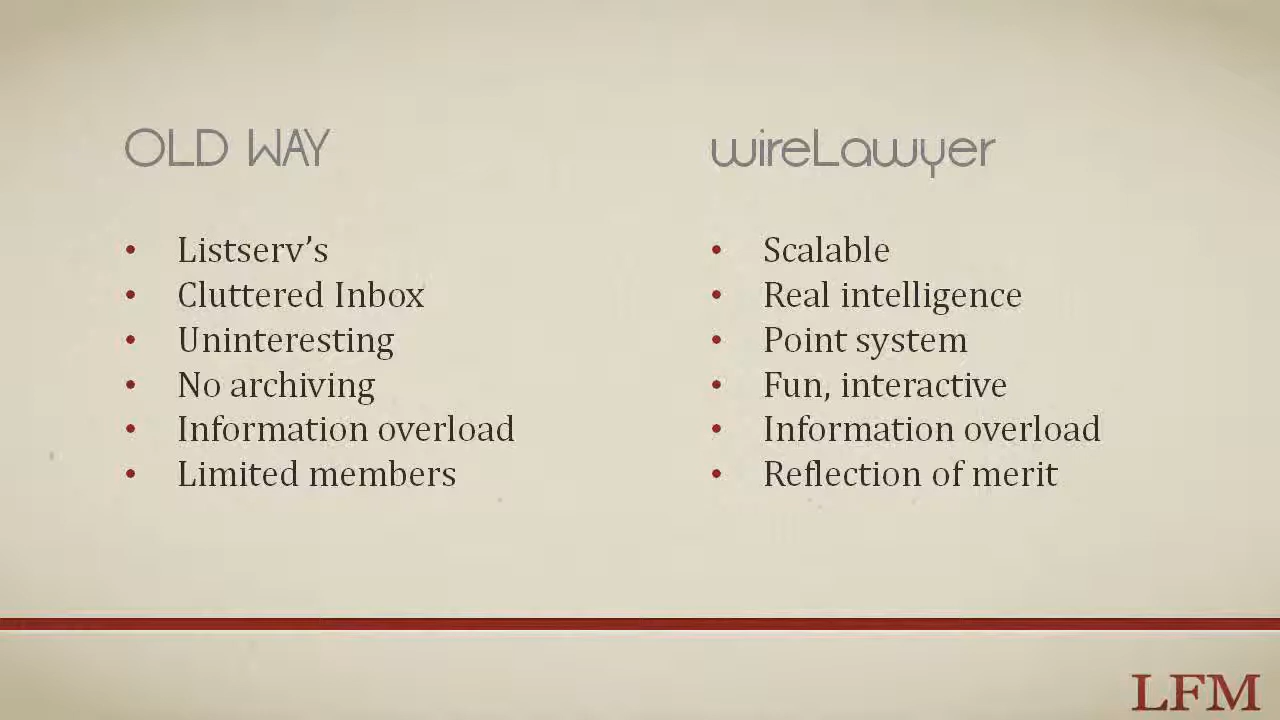 OLD WAY
• Listserv’s
• Cluttered Inbox
• Uninteresting
• No archiving
• Information overload
• Limited members
wireLawyer
• Scalable
• Real intelligence
• Point system
• Fun, interactive
• Information overload
• Reflection of merit
LFM